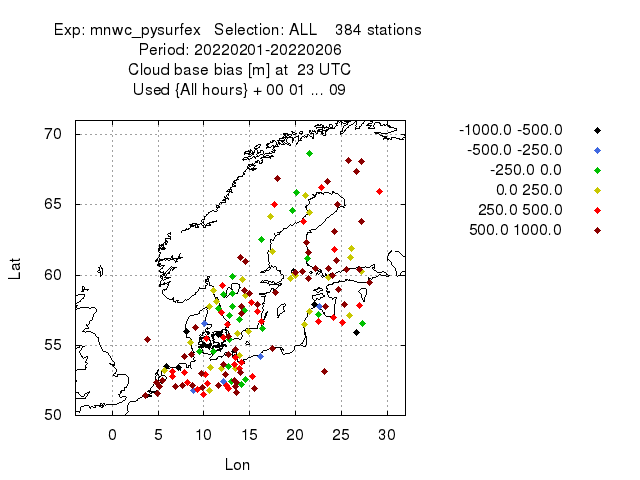 Exp: mnwc_pysurfex   Selection: ALL    384 stations
Period: 20220201-20220206
Cloud base bias [m] at  23 UTC
Used {All hours} + 00 01 ... 09
-1000.0 -500.0
-500.0 -250.0
-250.0 0.0
0.0 250.0
250.0 500.0
500.0 1000.0
70
65
60
55
50
Lat
0 5 10 15 20 25 30
Lon